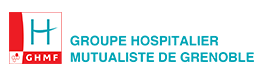 H
GHMF
GROUPE HOSPITALIER
MUTUALISTE DE GRENOBLE